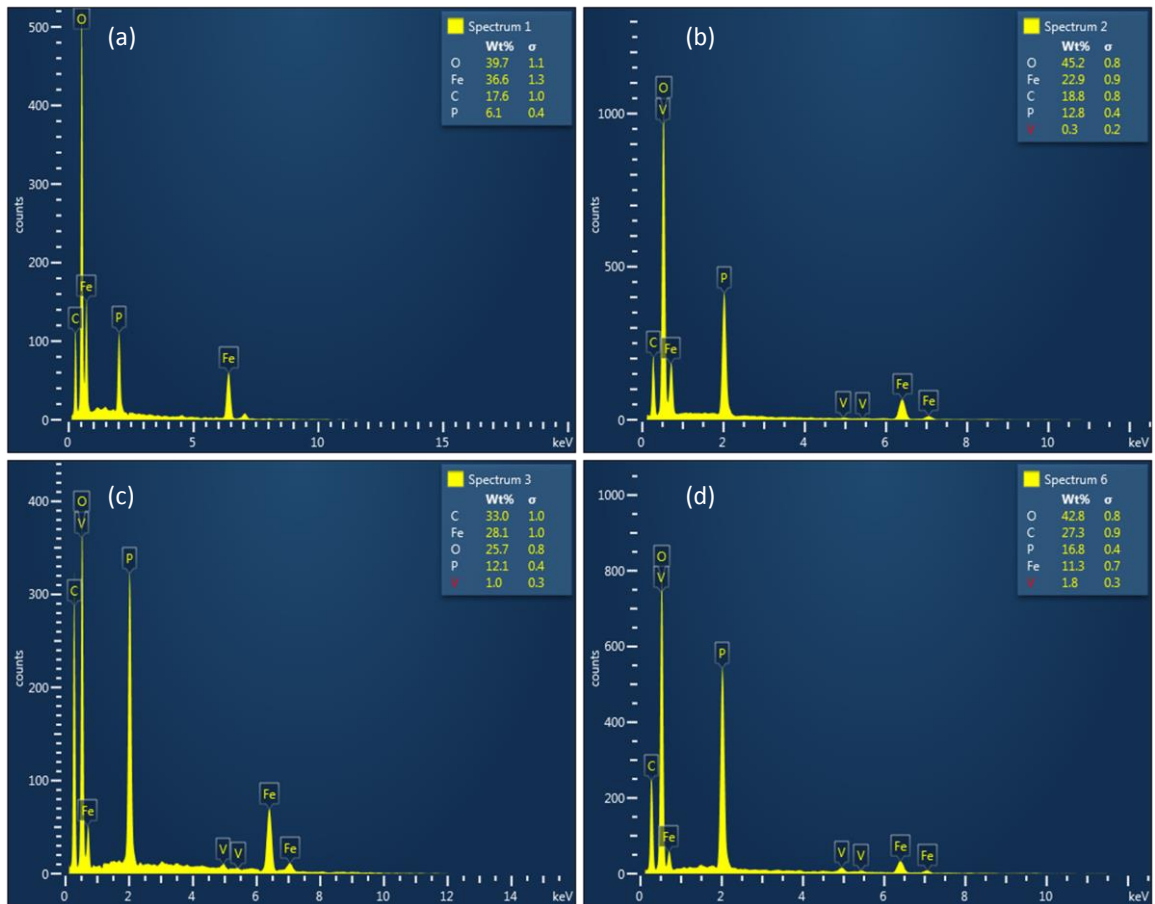 (a)
Spectrum 1
Wt% σ
O 39.7 1.1
Fe 36.6 1.3
C 17.6 1.0
P 6.1 0.4
O
Fe
C
P
Fe
500
400
300
200
100
0
counts
0 5 10 15 keV
(b)
Spectrum 2
Wt% σ
O 45.2 0.8
Fe 22.9 0.9
C 18.8 0.8
P 12.8 0.4
V 0.3 0.2
O
V
P
C
Fe
V V Fe Fe
1000
500
0
counts
0 2 4 6 8 10 keV
(c)
Spectrum 3
Wt% σ
C 33.0 1.0
Fe 28.1 1.0
O 25.7 0.8
P 12.1 0.4
V 1.0 0.3
O
V
P
C
Fe
Fe
V V Fe
400
300
200
100
0
counts
0 2 4 6 8 10 12 14 keV
(d)
Spectrum 6
Wt% σ
O 42.8 0.8
C 27.3 0.9
P 16.8 0.4
Fe 11.3 0.7
V 1.8 0.3
O
V
P
C
Fe
V V Fe Fe
1000
800
600
400
200
0
counts
0 2 4 6 8 10 keV